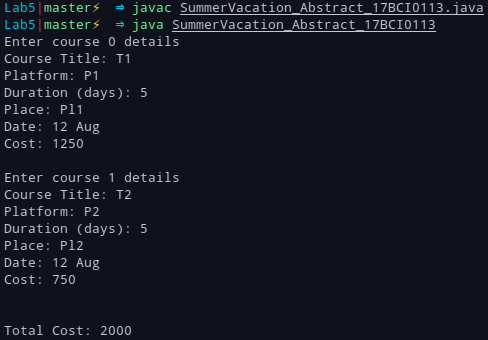 Lab5|master⚡ ⇒ javac SummerVacation_Abstract_17BCI0113.java
Lab5|master⚡ ⇒ java SummerVacation_Abstract_17BCI0113
Enter course 0 details
Course Title: T1
Platform: P1
Duration (days): 5
Place: Pl1
Date: 12 Aug
Cost: 1250
Enter course 1 details
Course Title: T2
Platform: P2
Duration (days): 5
Place: Pl2
Date: 12 Aug
Cost: 750
Total Cost: 2000